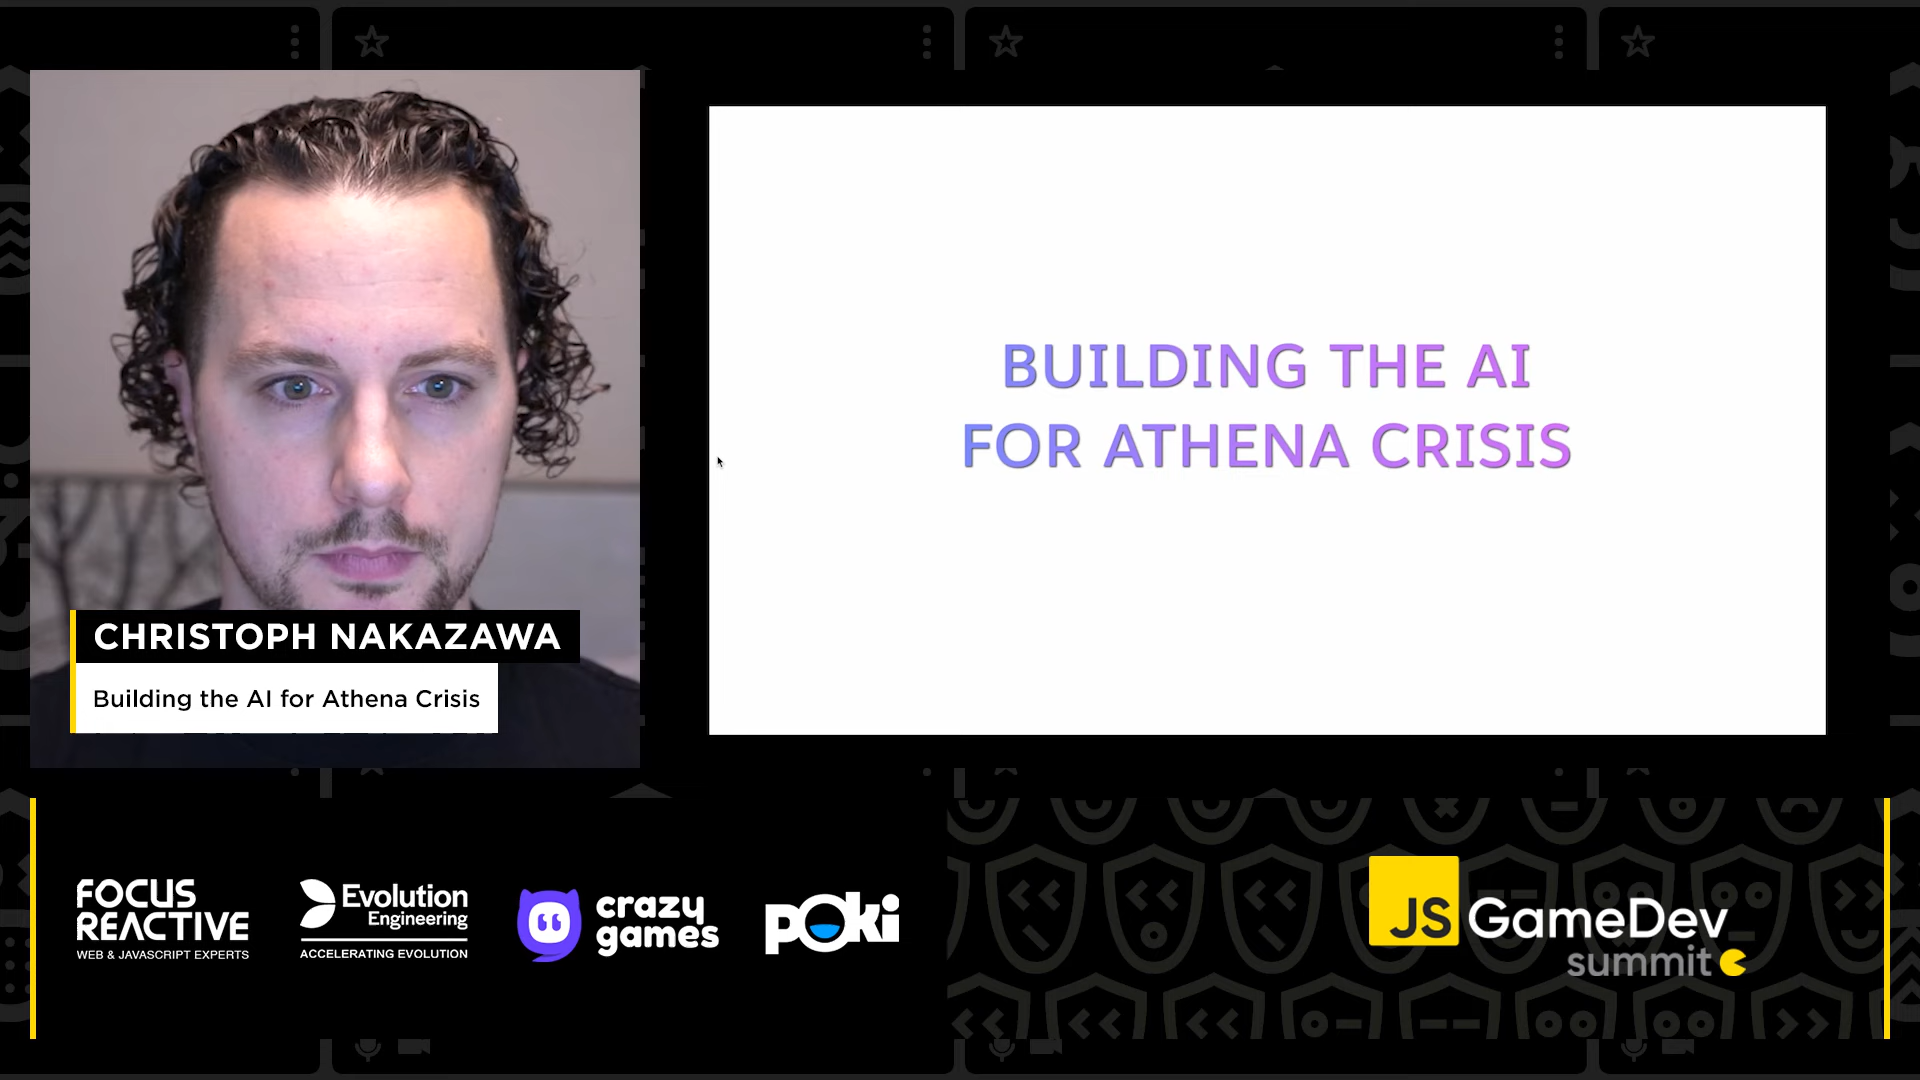 BUILDING THE AI
FOR ATHENA CRISIS
CHRISTOPH NAKAZAWA
Building the AI for Athena Crisis
FOCUS
REACTIVE
WEB & JAVASCRIPT EXPERTS
Evolution
Engineering
ACCELERATING EVOLUTION
crazy
games
poki
JS GameDev
summit